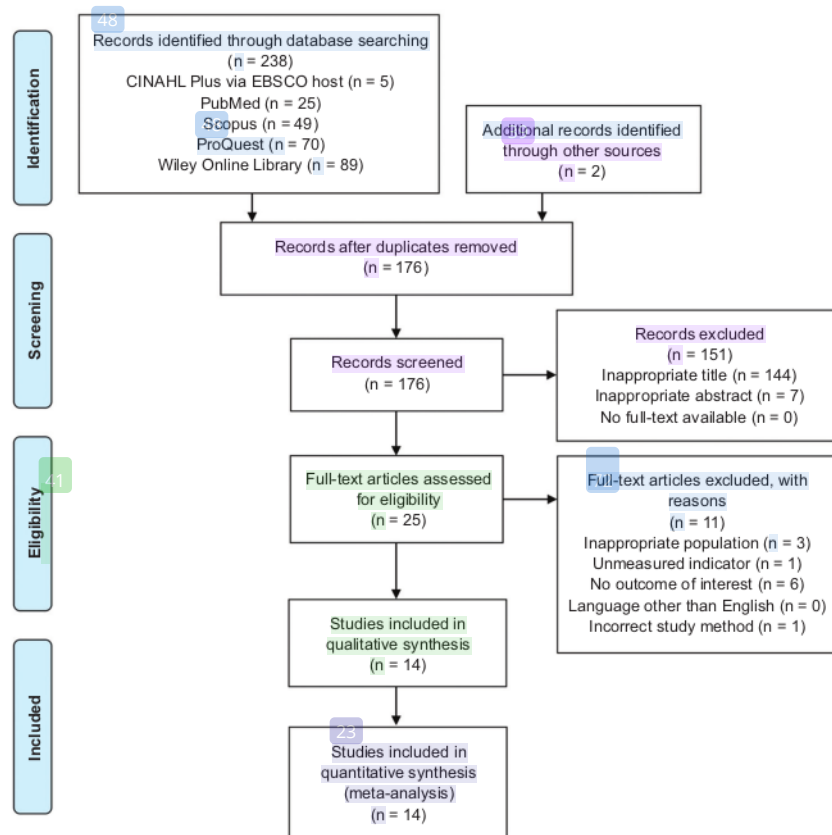 48
Records identified through database searching
(n = 238)
CINAHL Plus via EBSCO host (n = 5)
PubMed (n = 25)
Scopus (n = 49)
ProQuest (n = 70)
Wiley Online Library (n = 89)
Additional records identified
through other sources
(n = 2)
Identification
Records after duplicates removed
(n = 176)
Screening
Records screened
(n = 176)
Records excluded
(n = 151)
Inappropriate title (n = 144)
Inappropriate abstract (n = 7)
No full-text available (n = 0)
41
Eligibility
Full-text articles assessed
for eligibility
(n = 25)
Full-text articles excluded, with
reasons
(n = 11)
Inappropriate population (n = 3)
Unmeasured indicator (n = 1)
No outcome of interest (n = 6)
Language other than English (n = 0)
Incorrect study method (n = 1)
Studies included in
qualitative synthesis
(n = 14)
Included
23
Studies included in
quantitative synthesis
(meta-analysis)
(n = 14)